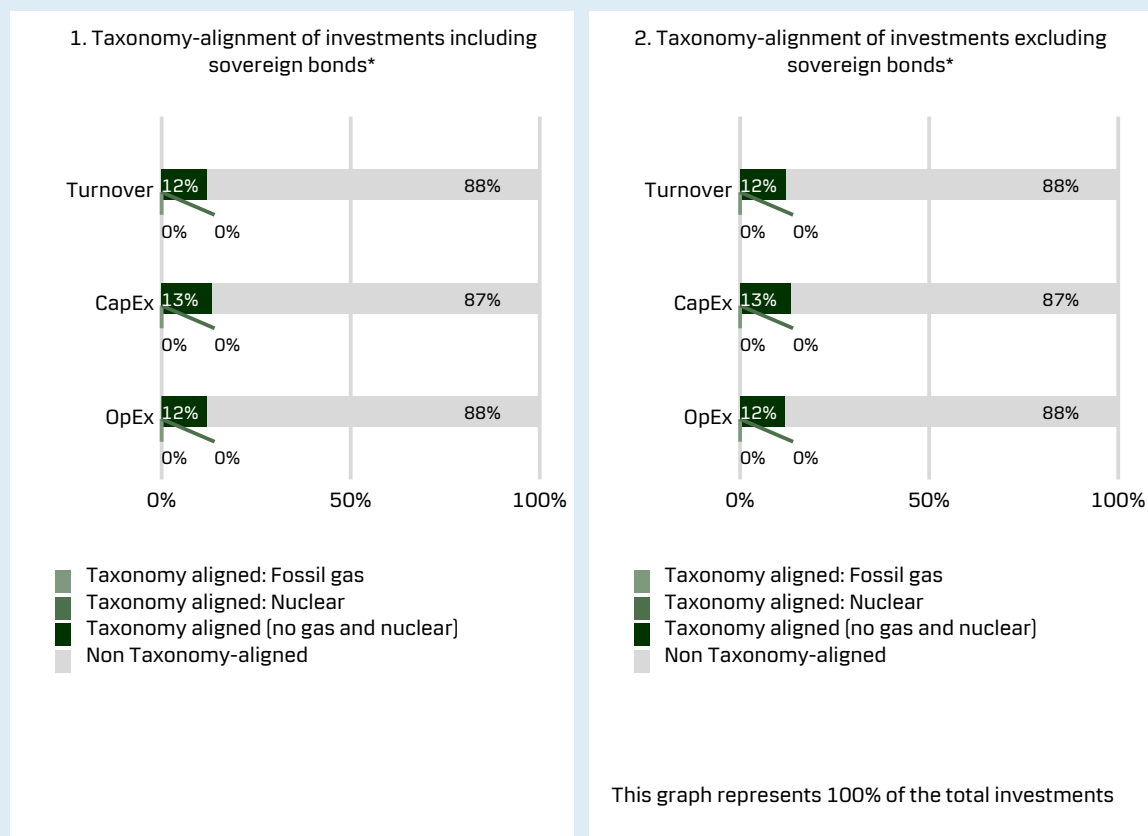 1. Taxonomy-alignment of investments including
sovereign bonds*
Turnover 12% 88%
0% 0%
CapEx 13% 87%
0% 0%
OpEx 12% 88%
0% 0%
0% 50% 100%
Taxonomy aligned: Fossil gas
Taxonomy aligned: Nuclear
Taxonomy aligned (no gas and nuclear)
Non Taxonomy-aligned
2. Taxonomy-alignment of investments excluding
sovereign bonds*
Turnover 12% 88%
0% 0%
CapEx 13% 87%
0% 0%
OpEx 12% 88%
0% 0%
0% 50% 100%
Taxonomy aligned: Fossil gas
Taxonomy aligned: Nuclear
Taxonomy aligned (no gas and nuclear)
Non Taxonomy-aligned
This graph represents 100% of the total investments